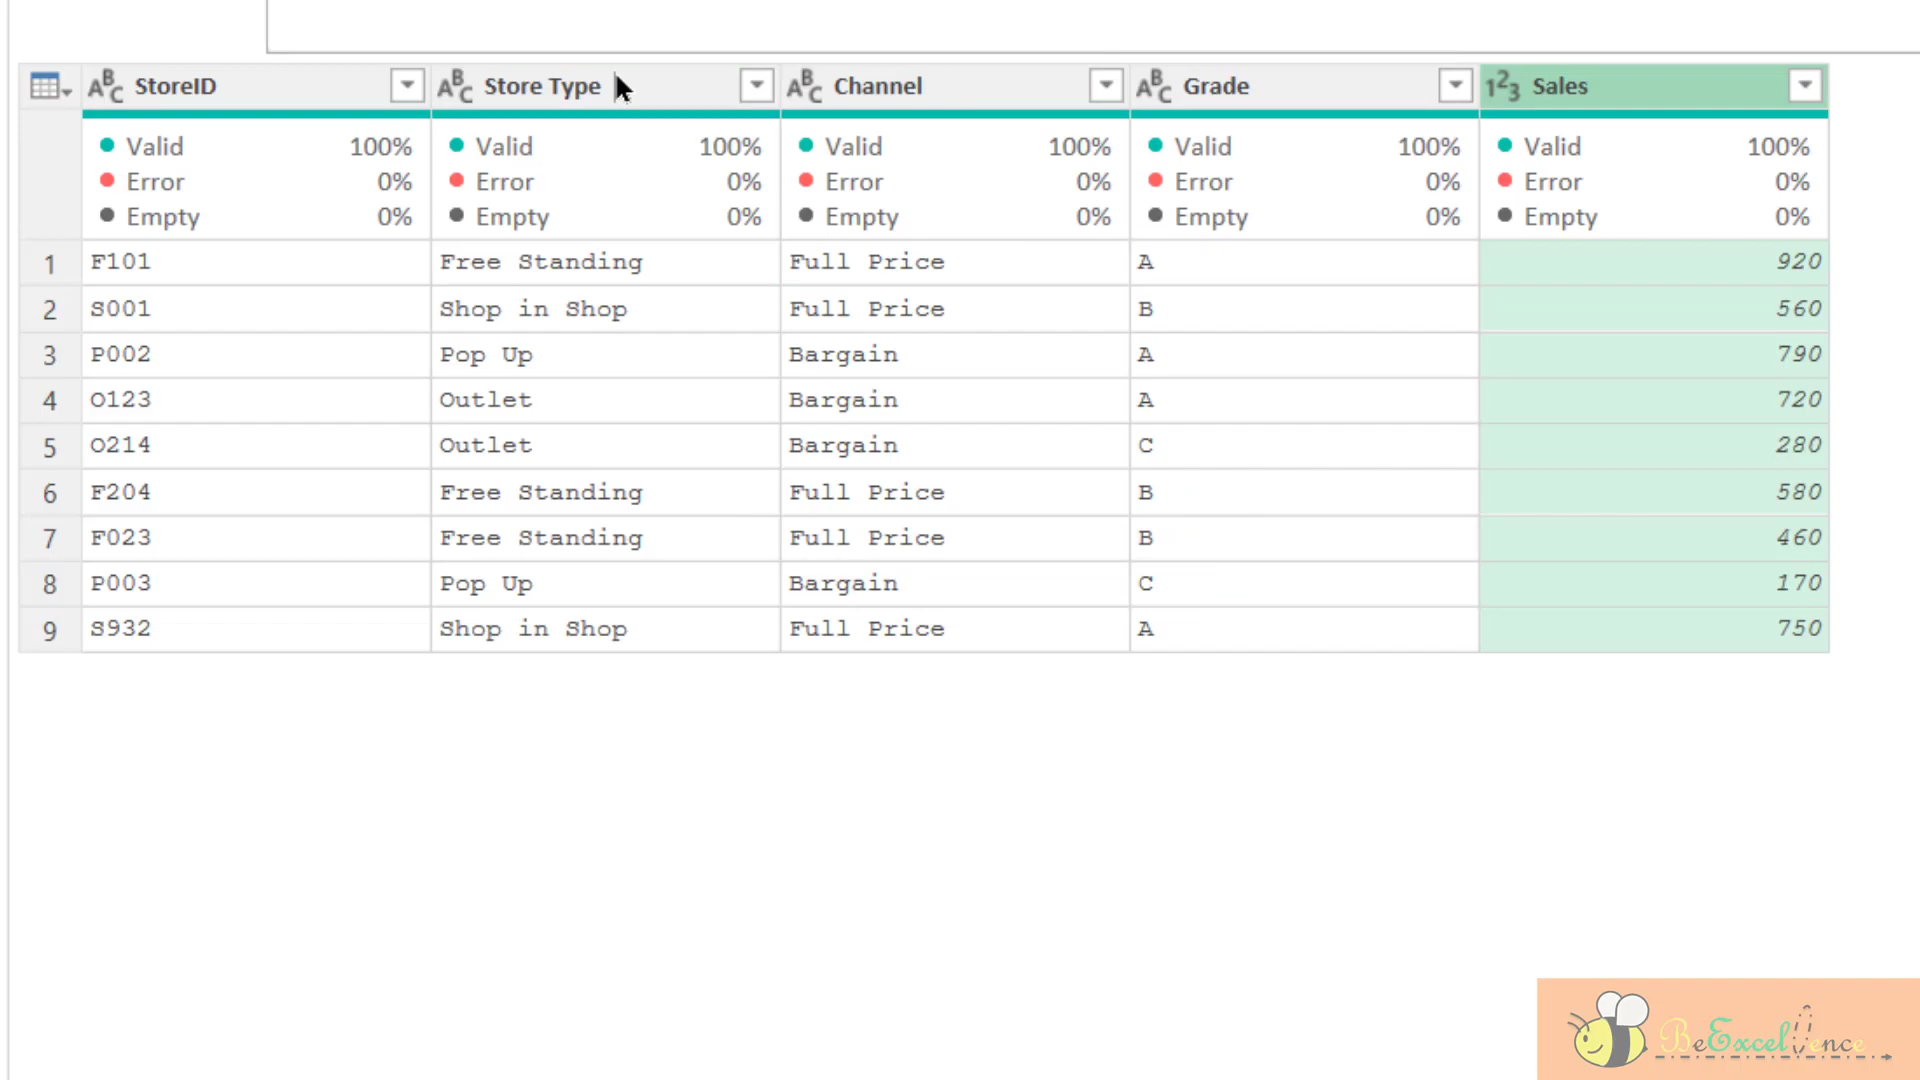 StoreID Store Type Channel Grade 123 Sales
Valid 100% Valid 100% Valid 100% Valid 100% Valid 100%
Error 0% Error 0% Error 0% Error 0% Error 0%
Empty 0% Empty 0% Empty 0% Empty 0% Empty 0%
1 F101 Free Standing Full Price A 920
2 S001 Shop in Shop Full Price B 560
3 P002 Pop Up Bargain A 790
4 O123 Outlet Bargain A 720
5 O214 Outlet Bargain C 280
6 F204 Free Standing Full Price B 580
7 F023 Free Standing Full Price B 460
8 P003 Pop Up Bargain C 170
9 S932 Shop in Shop Full Price A 750
BeExcellence